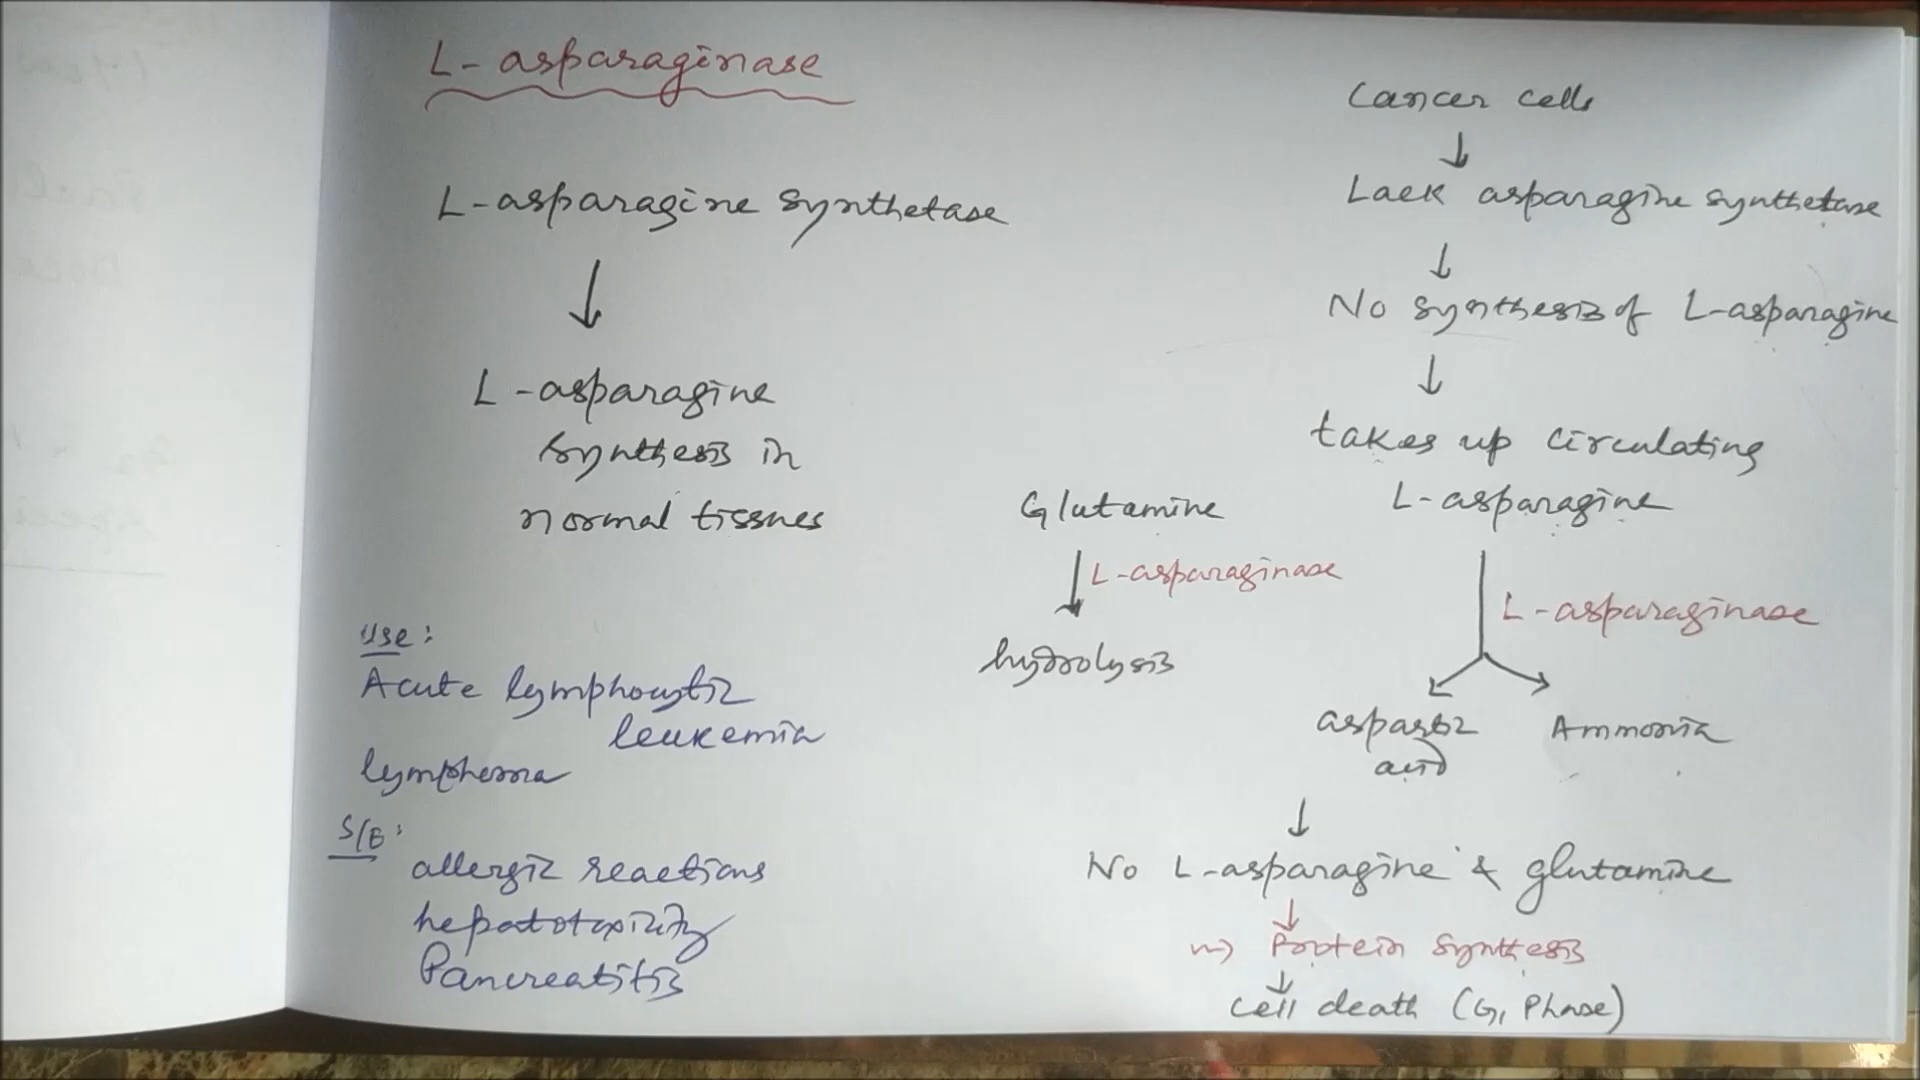 L-asparaginase
L-asparagine synthetase
↓
L-asparagine
synthesis in
normal tissues
Use:
Acute lymphocytic
leukemia
lymphoma
S/E:
allergic reactions
hepatotoxicity
Pancreatitis
Glutamine
↓ L-asparaginase
hydrolysis
Cancer cells
↓
Lack asparagine synthetase
↓
No synthesis of L-asparagine
↓
takes up circulating
L-asparagine
L-asparaginase
aspartic Ammonia
acid
↓
No L-asparagine & glutamine
↓
Protein synthesis
↓
Cell death (G1 Phase)